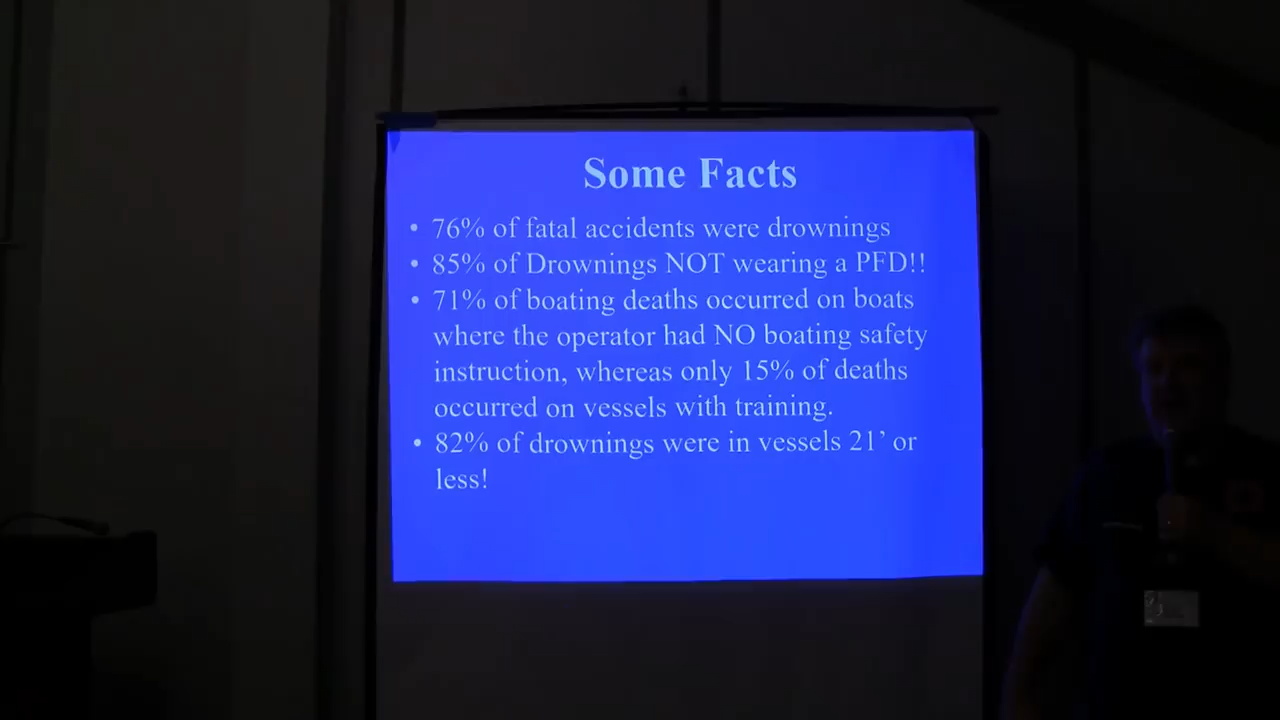 Some Facts
• 76% of fatal accidents were drownings
• 85% of Drownings NOT wearing a PFD!!
• 71% of boating deaths occurred on boats
where the operator had NO boating safety
instruction, whereas only 15% of deaths
occurred on vessels with training.
• 82% of drownings were in vessels 21’ or
less!